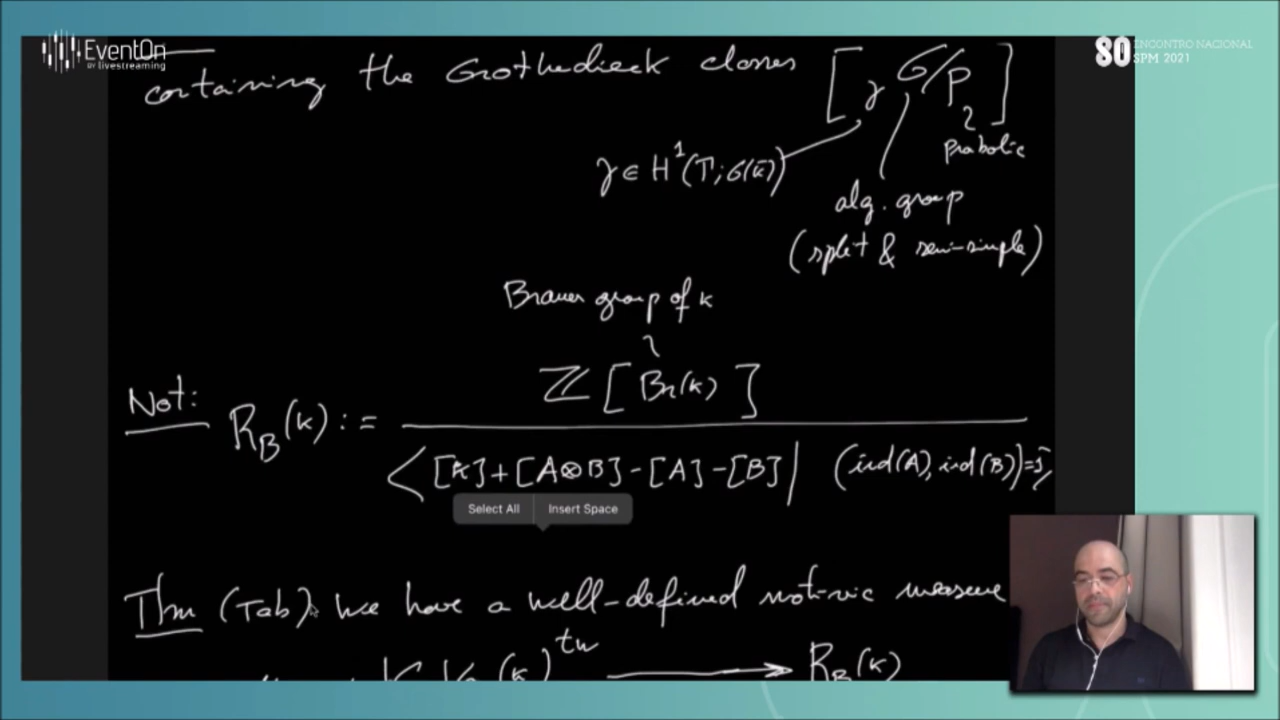 EventOn
BY livestreaming
80 ENCONTRO NACIONAL
SPM 2021
containing the Grothendieck classes [γ G/P]
parabolic
γ ∈ H¹(Γ; G(k̄))
alg. group
(split & semi-simple)
Brauer group of k
Not: R_B(k) := ℤ[Br(k)]
< [k]+[A⊗B]-[A]-[B] | (ind(A), ind(B))=1 >
Select All Insert Space
Thm (Tab) We have a well-defined motivic measure
(k)^tw → R_B(k)